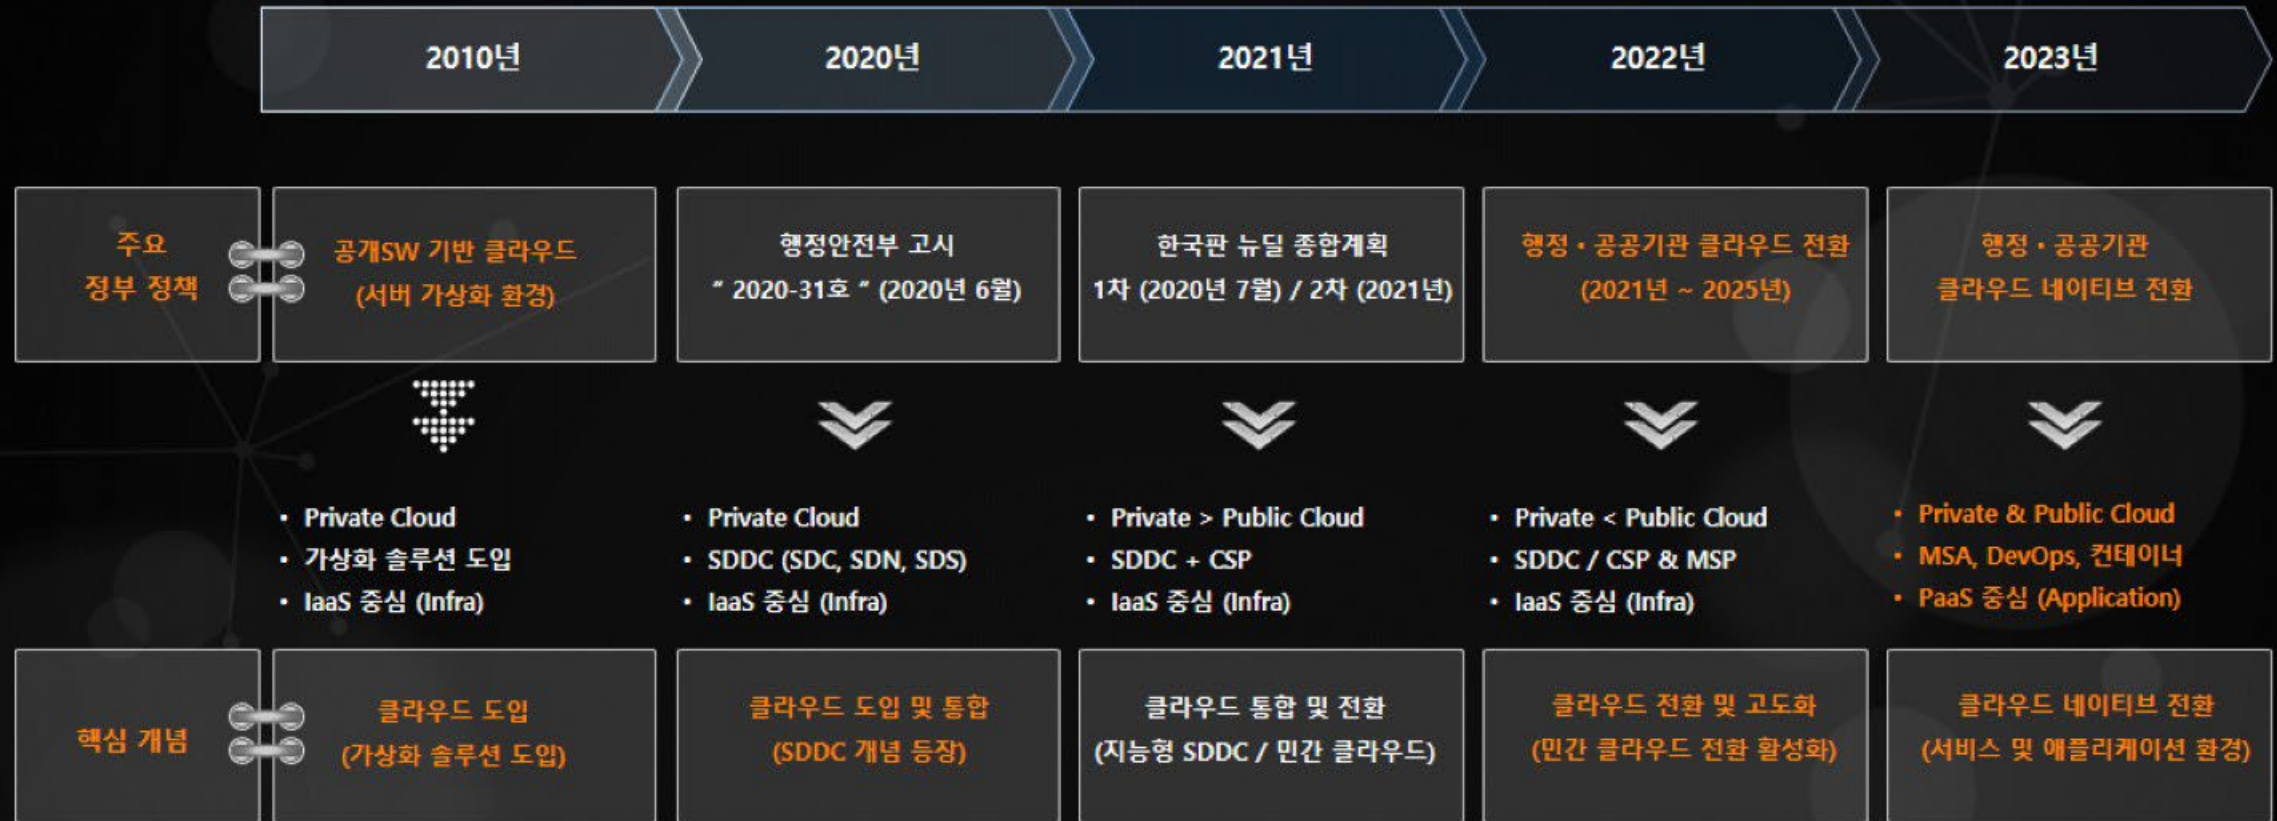 2010년
2020년
2021년
2022년
2023년
주요
정부 정책
공개SW 기반 클라우드
(서버 가상화 환경)
행정안전부 고시
“ 2020-31호 ” (2020년 6월)
한국판 뉴딜 종합계획
1차 (2020년 7월) / 2차 (2021년)
행정・공공기관 클라우드 전환
(2021년 ~ 2025년)
행정・공공기관
클라우드 네이티브 전환
• Private Cloud
• 가상화 솔루션 도입
• IaaS 중심 (Infra)
• Private Cloud
• SDDC (SDC, SDN, SDS)
• IaaS 중심 (Infra)
• Private > Public Cloud
• SDDC + CSP
• IaaS 중심 (Infra)
• Private < Public Cloud
• SDDC / CSP & MSP
• IaaS 중심 (Infra)
• Private & Public Cloud
• MSA, DevOps, 컨테이너
• PaaS 중심 (Application)
핵심 개념
클라우드 도입
(가상화 솔루션 도입)
클라우드 도입 및 통합
(SDDC 개념 등장)
클라우드 통합 및 전환
(지능형 SDDC / 민간 클라우드)
클라우드 전환 및 고도화
(민간 클라우드 전환 활성화)
클라우드 네이티브 전환
(서비스 및 애플리케이션 환경)